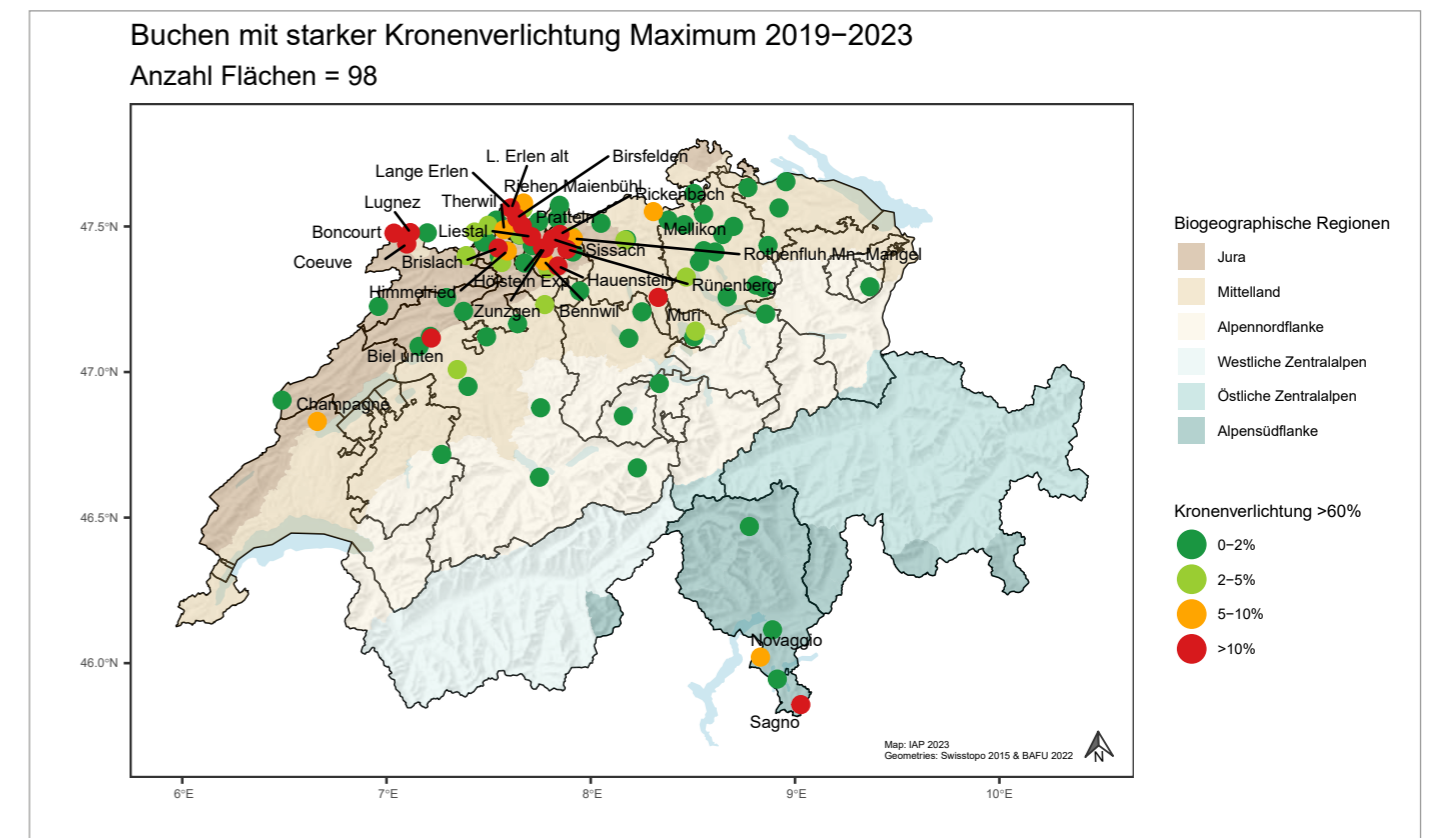 Buchen mit starker Kronenverlichtung Maximum 2019−2023
Anzahl Flächen = 98
L. Erlen alt
Birsfelden
Lange Erlen
Riehen Maienbühl
Therwil
Rickenbach
Lugnez
Pratteln
Boncourt
Liestal
Mellikon
Sissach
Rothenfluh Mn−Mangel
Coeuve
Brislach
Hölstein Exp
Hauenstein
Rünenberg
Himmelried
Zunzgen
Bennwil
Muri
Biel unten
Champagne
Novaggio
Sagno
47.5°N
47.0°N
46.5°N
46.0°N
6°E
7°E
8°E
9°E
10°E
Map: IAP 2023
Geometries: Swisstopo 2015 & BAFU 2022
N
Biogeographische Regionen
Jura
Mittelland
Alpennordflanke
Westliche Zentralalpen
Östliche Zentralalpen
Alpensüdflanke
Kronenverlichtung >60%
0−2%
2−5%
5−10%
>10%